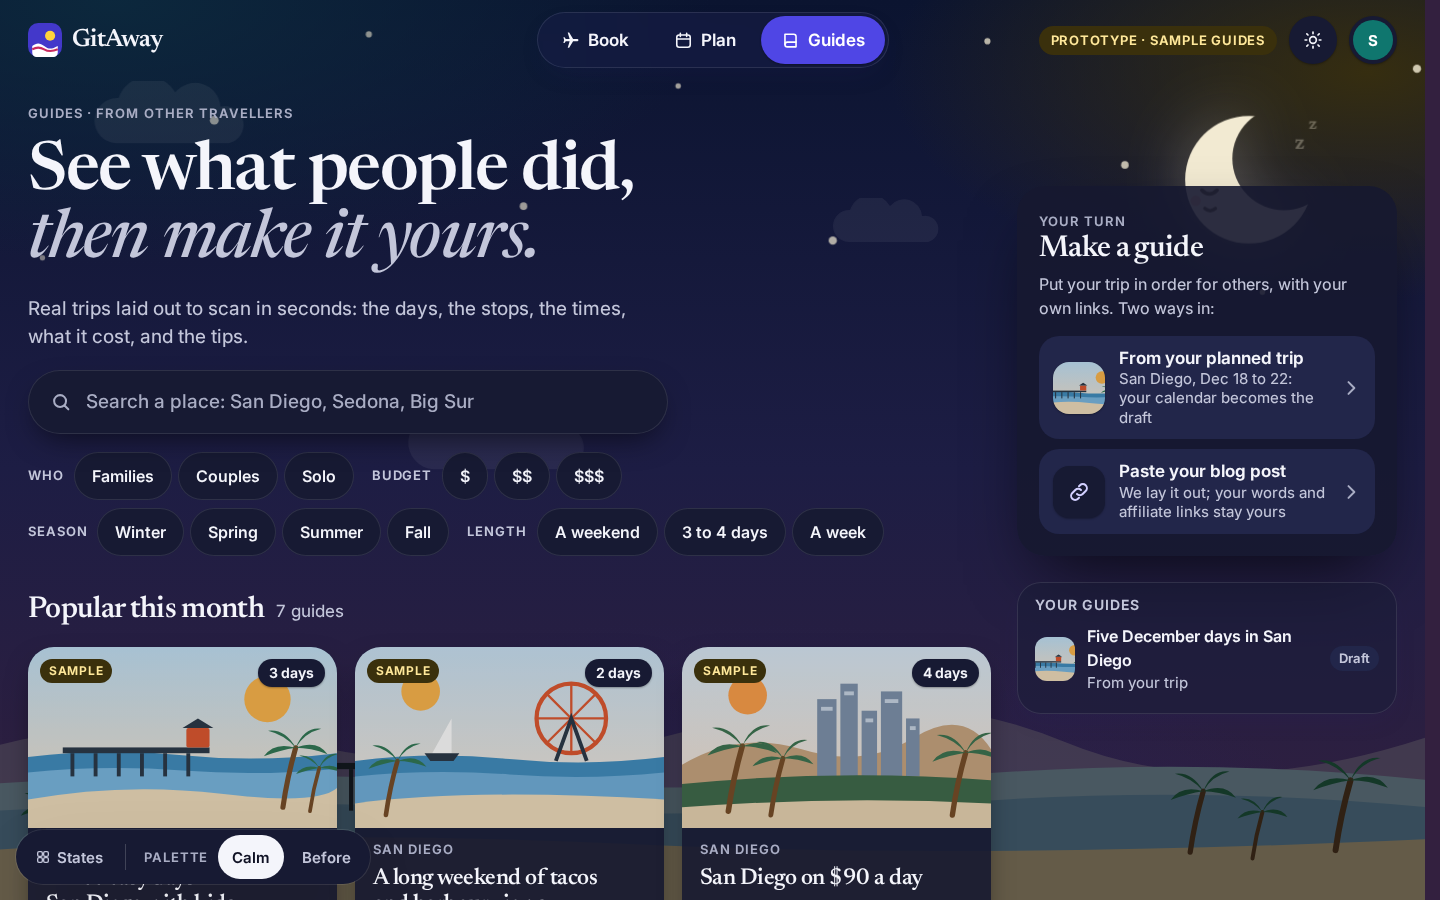 GitAway
Book
Plan
Guides
PROTOTYPE · SAMPLE GUIDES
S
GUIDES · FROM OTHER TRAVELLERS
See what people did,
then make it yours.
Real trips laid out to scan in seconds: the days, the stops, the times,
what it cost, and the tips.
Search a place: San Diego, Sedona, Big Sur
WHO
Families
Couples
Solo
BUDGET
$
$$
$$$
SEASON
Winter
Spring
Summer
Fall
LENGTH
A weekend
3 to 4 days
A week
z
z
YOUR TURN
Make a guide
Put your trip in order for others, with your
own links. Two ways in:
From your planned trip
San Diego, Dec 18 to 22:
your calendar becomes the
draft
Paste your blog post
We lay it out; your words and
affiliate links stay yours
YOUR GUIDES
Five December days in San
Diego
From your trip
Draft
Popular this month
7 guides
SAMPLE
3 days
SAMPLE
2 days
SAMPLE
4 days
SAN DIEGO
A long weekend of tacos
SAN DIEGO
San Diego on $90 a day
States
PALETTE
Calm
Before